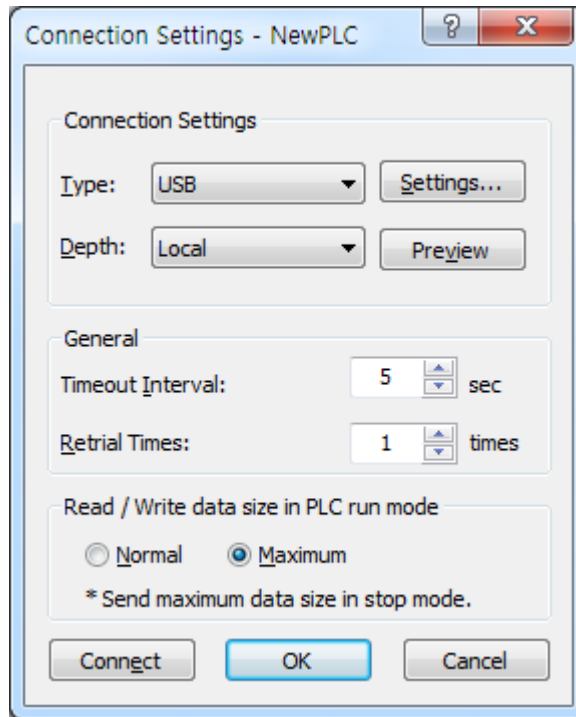 Connection Settings - NewPLC
Connection Settings
Type: USB Settings...
Depth: Local Preview
General
Timeout Interval: 5 sec
Retrial Times: 1 times
Read / Write data size in PLC run mode
Normal Maximum
* Send maximum data size in stop mode.
Connect OK Cancel